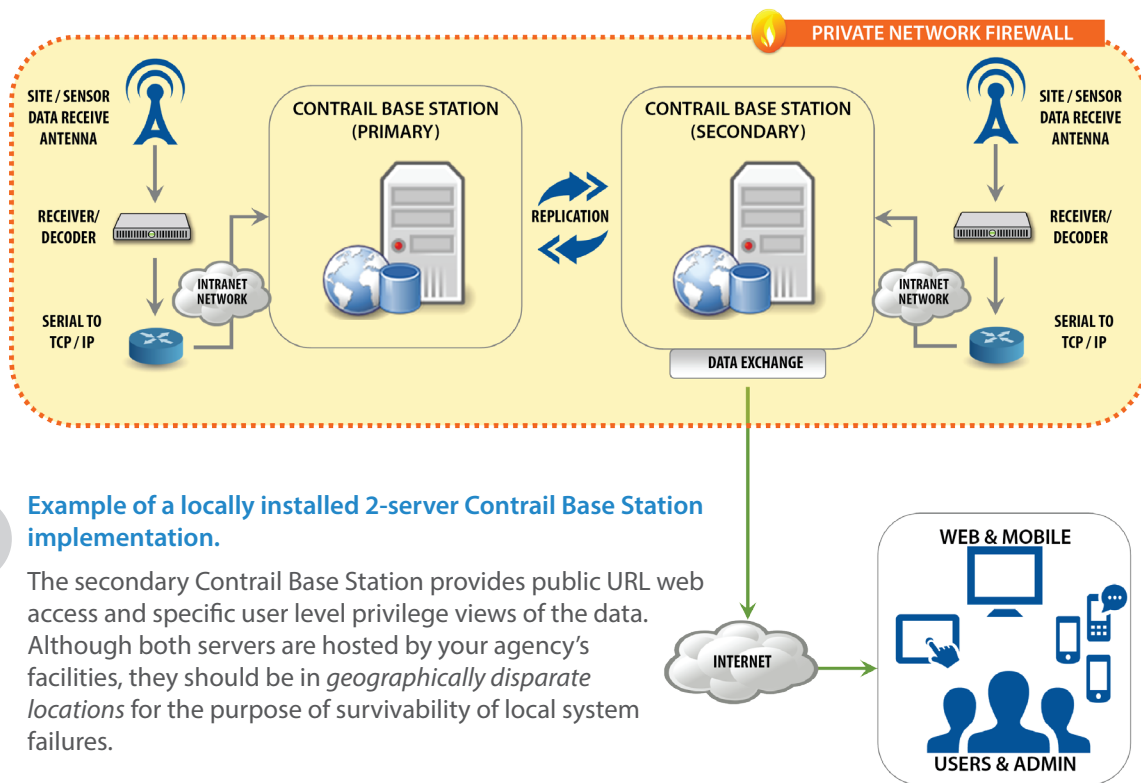 PRIVATE NETWORK FIREWALL
SITE / SENSOR
DATA RECEIVE
ANTENNA
RECEIVER/
DECODER
SERIAL TO
TCP / IP
INTRANET
NETWORK
CONTRAIL BASE STATION
(PRIMARY)
REPLICATION
CONTRAIL BASE STATION
(SECONDARY)
DATA EXCHANGE
SITE / SENSOR
DATA RECEIVE
ANTENNA
RECEIVER/
DECODER
INTRANET
NETWORK
SERIAL TO
TCP / IP
Example of a locally installed 2-server Contrail Base Station
implementation.
The secondary Contrail Base Station provides public URL web
access and specific user level privilege views of the data.
Although both servers are hosted by your agency's
facilities, they should be in geographically disparate
locations for the purpose of survivability of local system
failures.
INTERNET
WEB & MOBILE
USERS & ADMIN